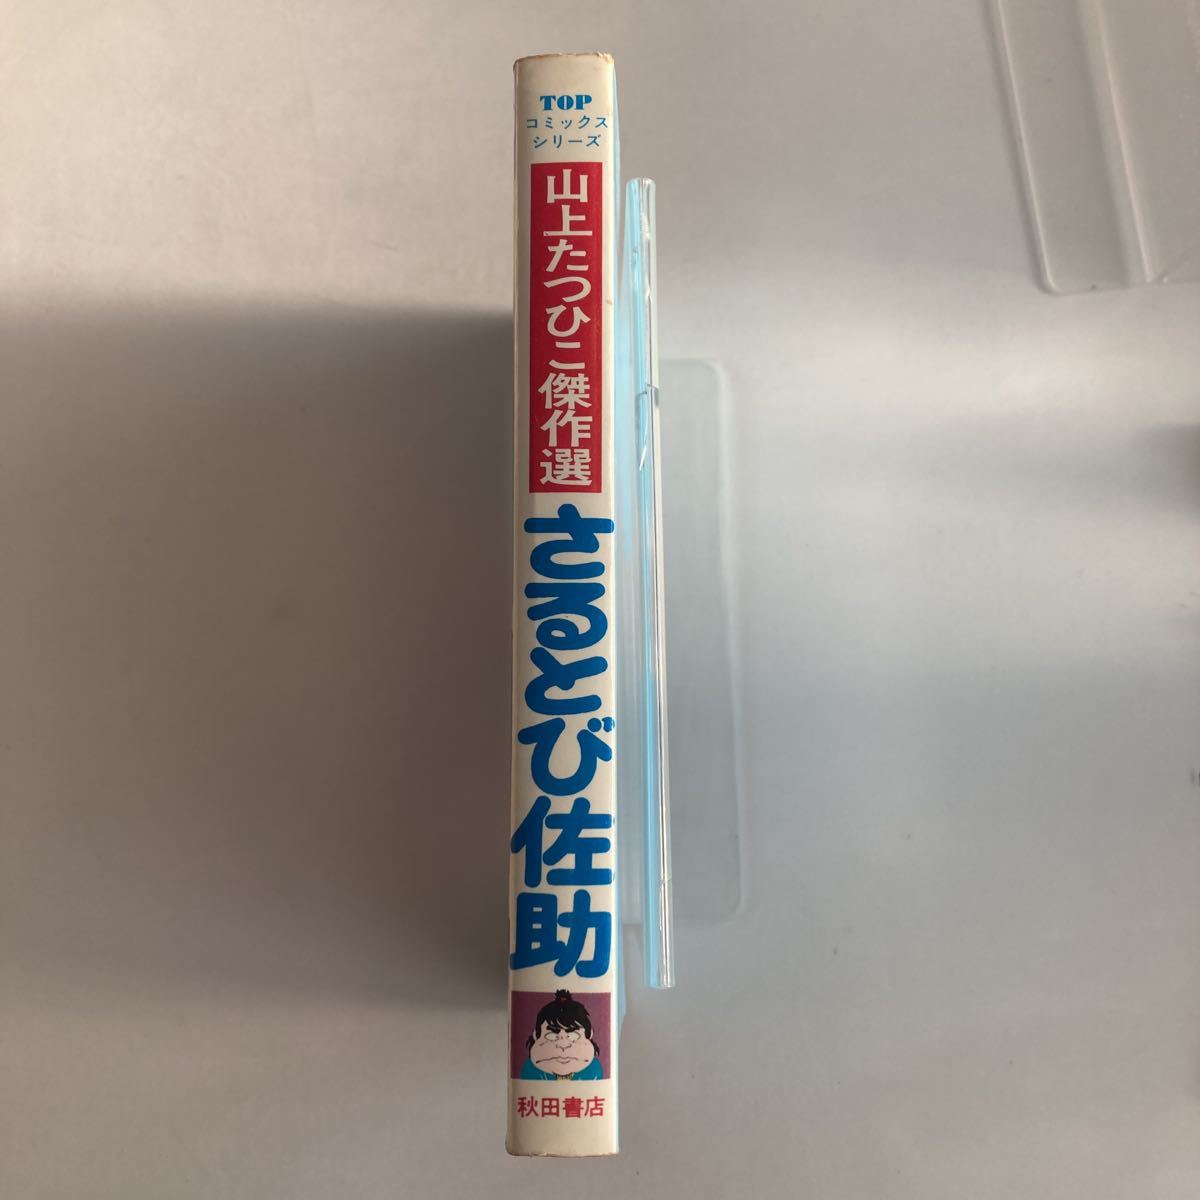 TOP
コミックス
シリーズ
山上たつひこ傑作選
さるとび佐助
秋田書店